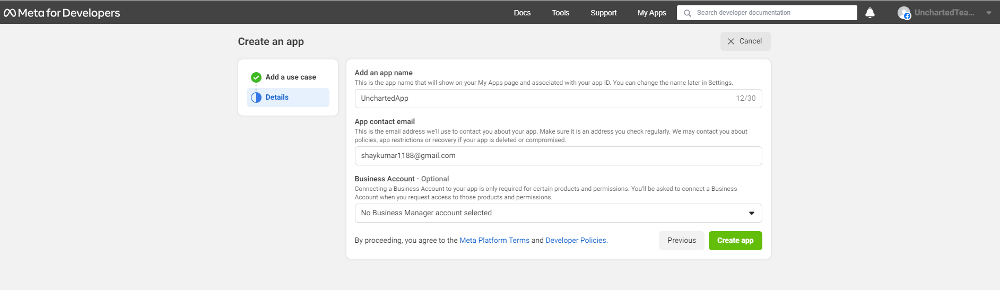 Meta for Developers
Docs
Tools
Support
My Apps
Search developer documentation
UnchartedTea...
Create an app
Cancel
Add a use case
Details
Add an app name
This is the app name that will show on your My Apps page and associated with your app ID. You can change the name later in Settings.
UnchartedApp
12/30
App contact email
This is the email address we'll use to contact you about your app. Make sure it is an address you check regularly. We may contact you about
policies, app restrictions or recovery if your app is deleted or compromised.
shaykumar1188@gmail.com
Business Account · Optional
Connecting a Business Account to your app is only required for certain products and permissions. You'll be asked to connect a Business
Account when you request access to those products and permissions.
No Business Manager account selected
By proceeding, you agree to the Meta Platform Terms and Developer Policies.
Previous
Create app